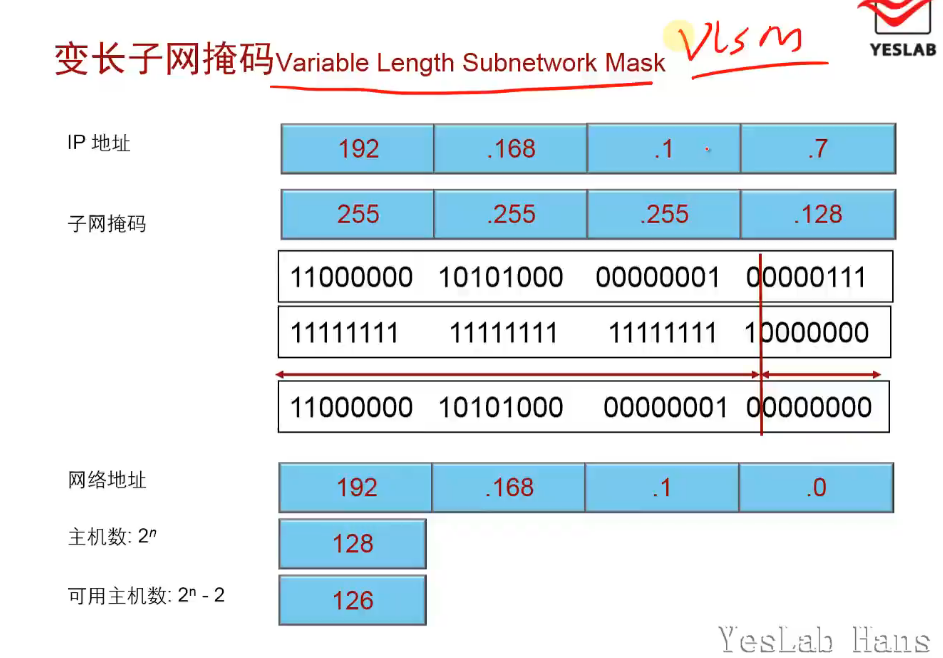 变长子网掩码Variable Length Subnetwork Mask VLSM
YESLAB
IP 地址 192 .168 .1 .7
子网掩码 255 .255 .255 .128
11000000 10101000 00000001 00000111
11111111 11111111 11111111 10000000
11000000 10101000 00000001 00000000
网络地址 192 .168 .1 .0
主机数: 2ⁿ 128
可用主机数: 2ⁿ - 2 126
YesLab Hans